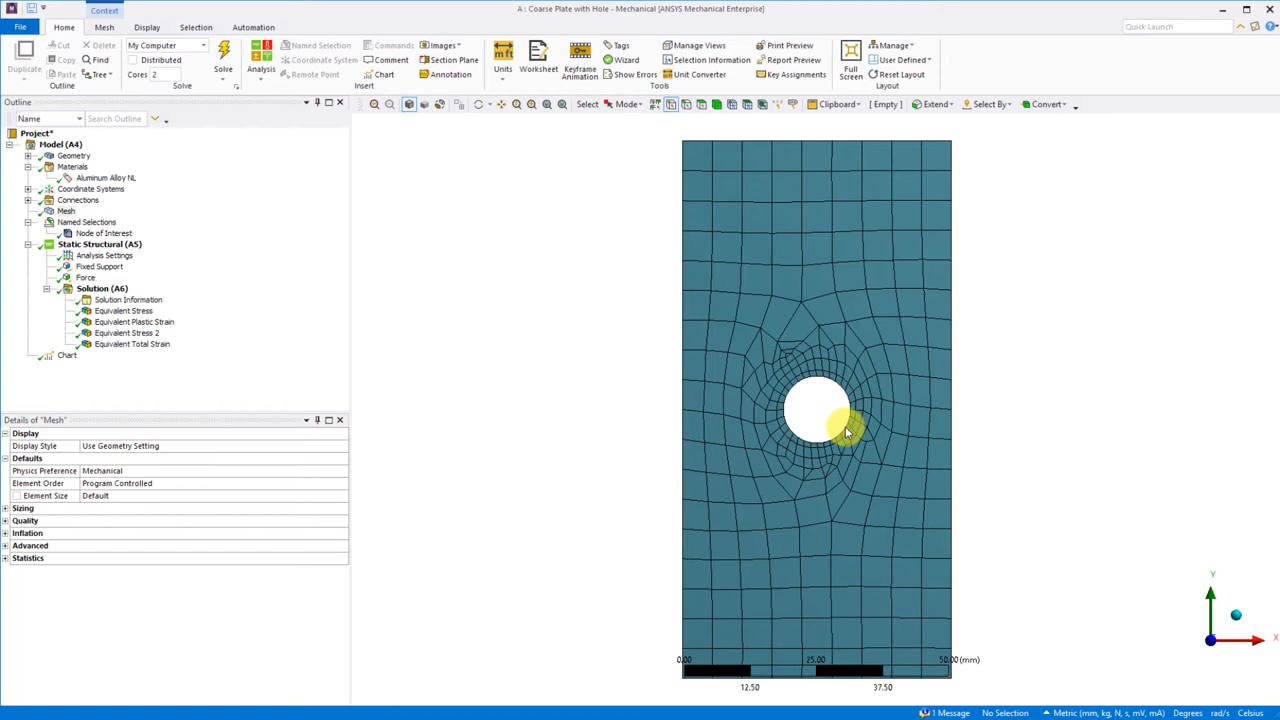 Context
A : Coarse Plate with Hole - Mechanical [ANSYS Mechanical Enterprise]
File Home Mesh Display Selection Automation Quick Launch
Duplicate
Cut
Copy
Paste
Delete
Find
Tree
Outline
My Computer
Distributed
Cores 2
Solve
Solve
Analysis
Named Selection
Coordinate System
Remote Point
Commands
Comment
Chart
Images
Section Plane
Annotation
Insert
Units
Worksheet
Keyframe
Animation
Tags
Wizard
Show Errors
Manage Views
Selection Information
Unit Converter
Print Preview
Report Preview
Key Assignments
Tools
Full
Screen
Manage
User Defined
Reset Layout
Layout
Outline
Select Mode Clipboard [ Empty ] Extend Select By Convert
Name Search Outline
Project*
Model (A4)
Geometry
Materials
Aluminum Alloy NL
Coordinate Systems
Connections
Mesh
Named Selections
Node of Interest
Static Structural (A5)
Analysis Settings
Fixed Support
Force
Solution (A6)
Solution Information
Equivalent Stress
Equivalent Plastic Strain
Equivalent Stress 2
Equivalent Total Strain
Chart
Details of "Mesh"
Display
Display Style Use Geometry Setting
Defaults
Physics Preference Mechanical
Element Order Program Controlled
Element Size Default
Sizing
Quality
Inflation
Advanced
Statistics
0.00 25.00 50.00 (mm)
12.50 37.50
Y
X
1 Message No Selection Metric (mm, kg, N, s, mV, mA) Degrees rad/s Celsius